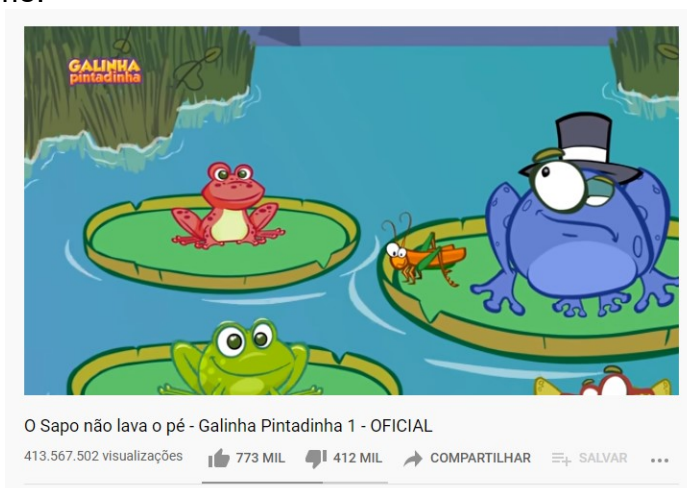 GALINHA
pintadinha
O Sapo não lava o pé - Galinha Pintadinha 1 - OFICIAL
413.567.502 visualizações 773 MIL 412 MIL COMPARTILHAR SALVAR